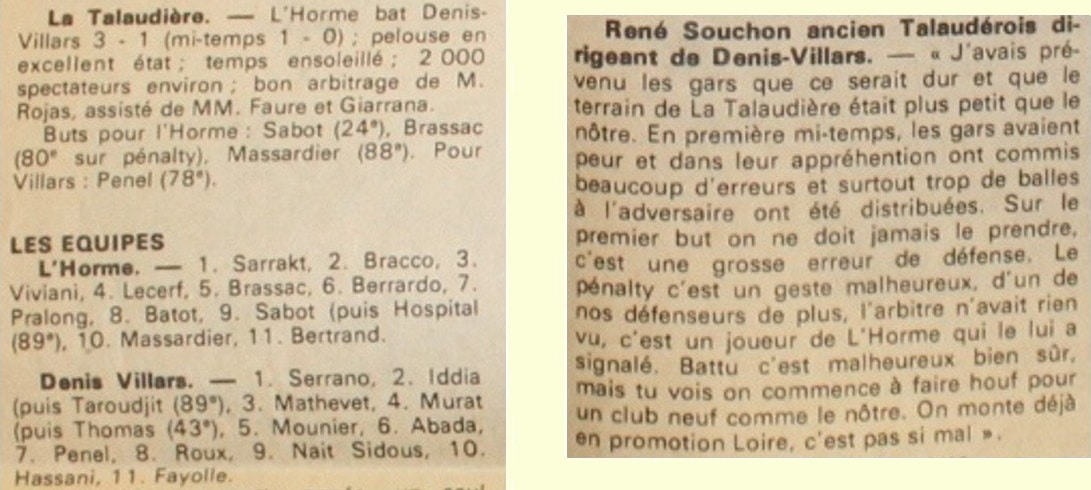 La Talaudière. — L'Horme bat Denis-
Villars 3 - 1 (mi-temps 1 - 0) ; pelouse en
excellent état ; temps ensoleillé ; 2 000
spectateurs environ ; bon arbitrage de M.
Rojas, assisté de MM. Faure et Giarrana.
Buts pour l'Horme : Sabot (24e), Brassac
(80e sur pénalty), Massardier (88e). Pour
Villars : Penel (78e).
LES EQUIPES
L'Horme. — 1. Sarrakt, 2. Bracco, 3.
Viviani, 4. Lecerf, 5. Brassac, 6. Berrardo, 7.
Pralong, 8. Batot, 9. Sabot (puis Hospital
(89e), 10. Massardier, 11. Bertrand.
Denis Villars. — 1. Serrano, 2. Iddia
(puis Taroudjit (89e), 3. Mathevet, 4. Murat
(puis Thomas (43e), 5. Mounier, 6. Abada,
7. Penel, 8. Roux, 9. Nait Sidous, 10.
Hassani, 11. Fayolle.
René Souchon ancien Talaudérois di-
rigeant de Denis-Villars. — « J'avais pré-
venu les gars que ce serait dur et que le
terrain de La Talaudière était plus petit que le
nôtre. En première mi-temps, les gars avaient
peur et dans leur appréhention ont commis
beaucoup d'erreurs et surtout trop de balles
à l'adversaire ont été distribuées. Sur le
premier but on ne doit jamais le prendre,
c'est une grosse erreur de défense. Le
pénalty c'est un geste malheureux, d'un de
nos défenseurs de plus, l'arbitre n'avait rien
vu, c'est un joueur de L'Horme qui le lui a
signalé. Battu c'est malheureux bien sûr,
mais tu vois on commence à faire houf pour
un club neuf comme le nôtre. On monte déjà
en promotion Loire, c'est pas si mal ».